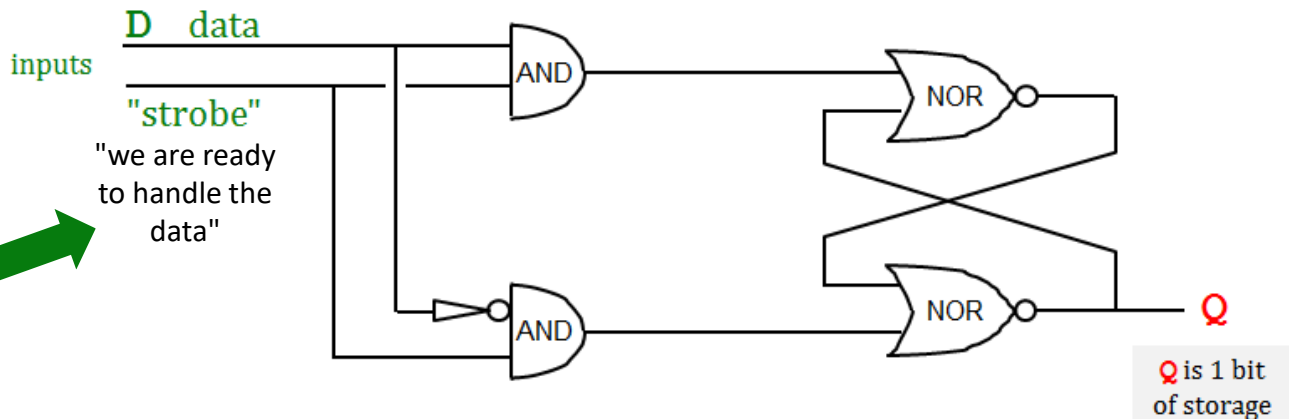 D data
inputs
"strobe"
"we are ready
to handle the
data"
AND
NOR
AND
NOR
Q
Q is 1 bit
of storage